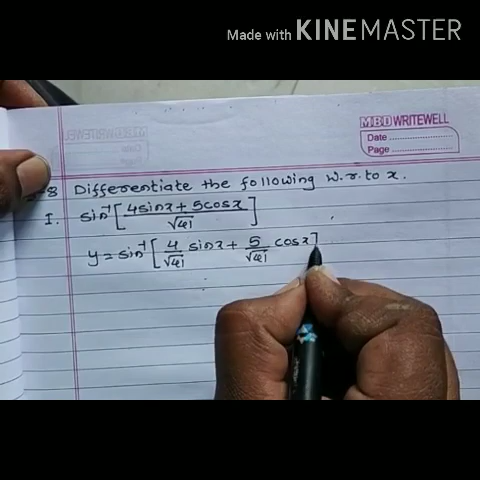 Made with KINEMASTER
MBD WRITEWELL
Date ........................
Page ........................
8 Differentiate the following w.r.to x.
I. sin⁻¹[4sinx + 5cosx / √41]
y = sin⁻¹[4/√41 sinx + 5/√41 cosx]